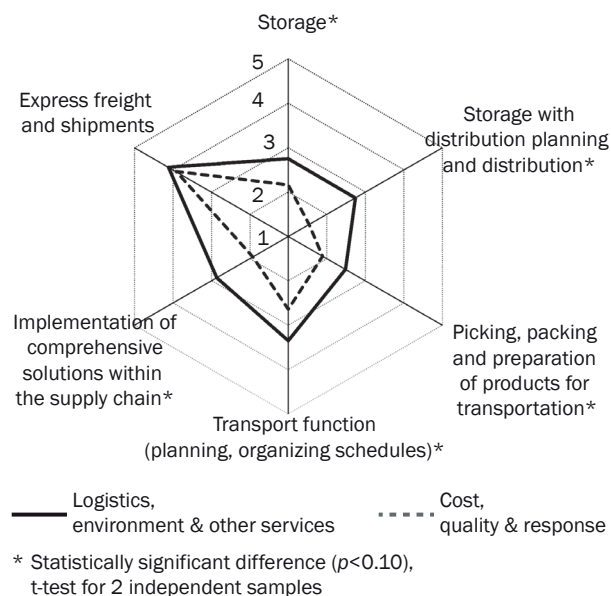 Storage*
5
4
3
2
1
Express freight
and shipments
Storage with
distribution planning
and distribution*
Implementation of
comprehensive
solutions within
the supply chain*
Picking, packing
and preparation
of products for
transportation*
Transport function
(planning, organizing schedules)*
Logistics,
environment & other services
Cost,
quality & response
* Statistically significant difference (p<0.10),
t-test for 2 independent samples